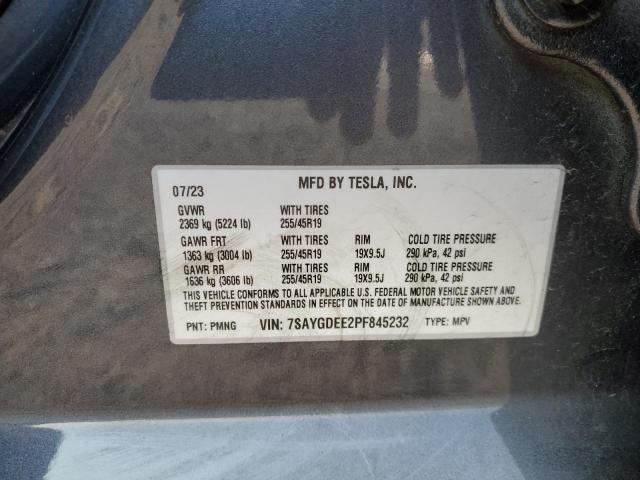 07/23 MFD BY TESLA, INC.
GVWR WITH TIRES
2369 kg (5224 lb) 255/45R19
GAWR FRT WITH TIRES RIM COLD TIRE PRESSURE
1363 kg (3004 lb) 255/45R19 19X9.5J 290 kPa, 42 psi
GAWR RR WITH TIRES RIM COLD TIRE PRESSURE
1636 kg (3606 lb) 255/45R19 19X9.5J 290 kPa, 42 psi
THIS VEHICLE CONFORMS TO ALL APPLICABLE U.S. FEDERAL MOTOR VEHICLE SAFETY AND
THEFT PREVENTION STANDARDS IN EFFECT ON THE DATE OF MANUFACTURE SHOWN ABOVE.
PNT: PMNG VIN: 7SAYGDEE2PF845232 TYPE: MPV